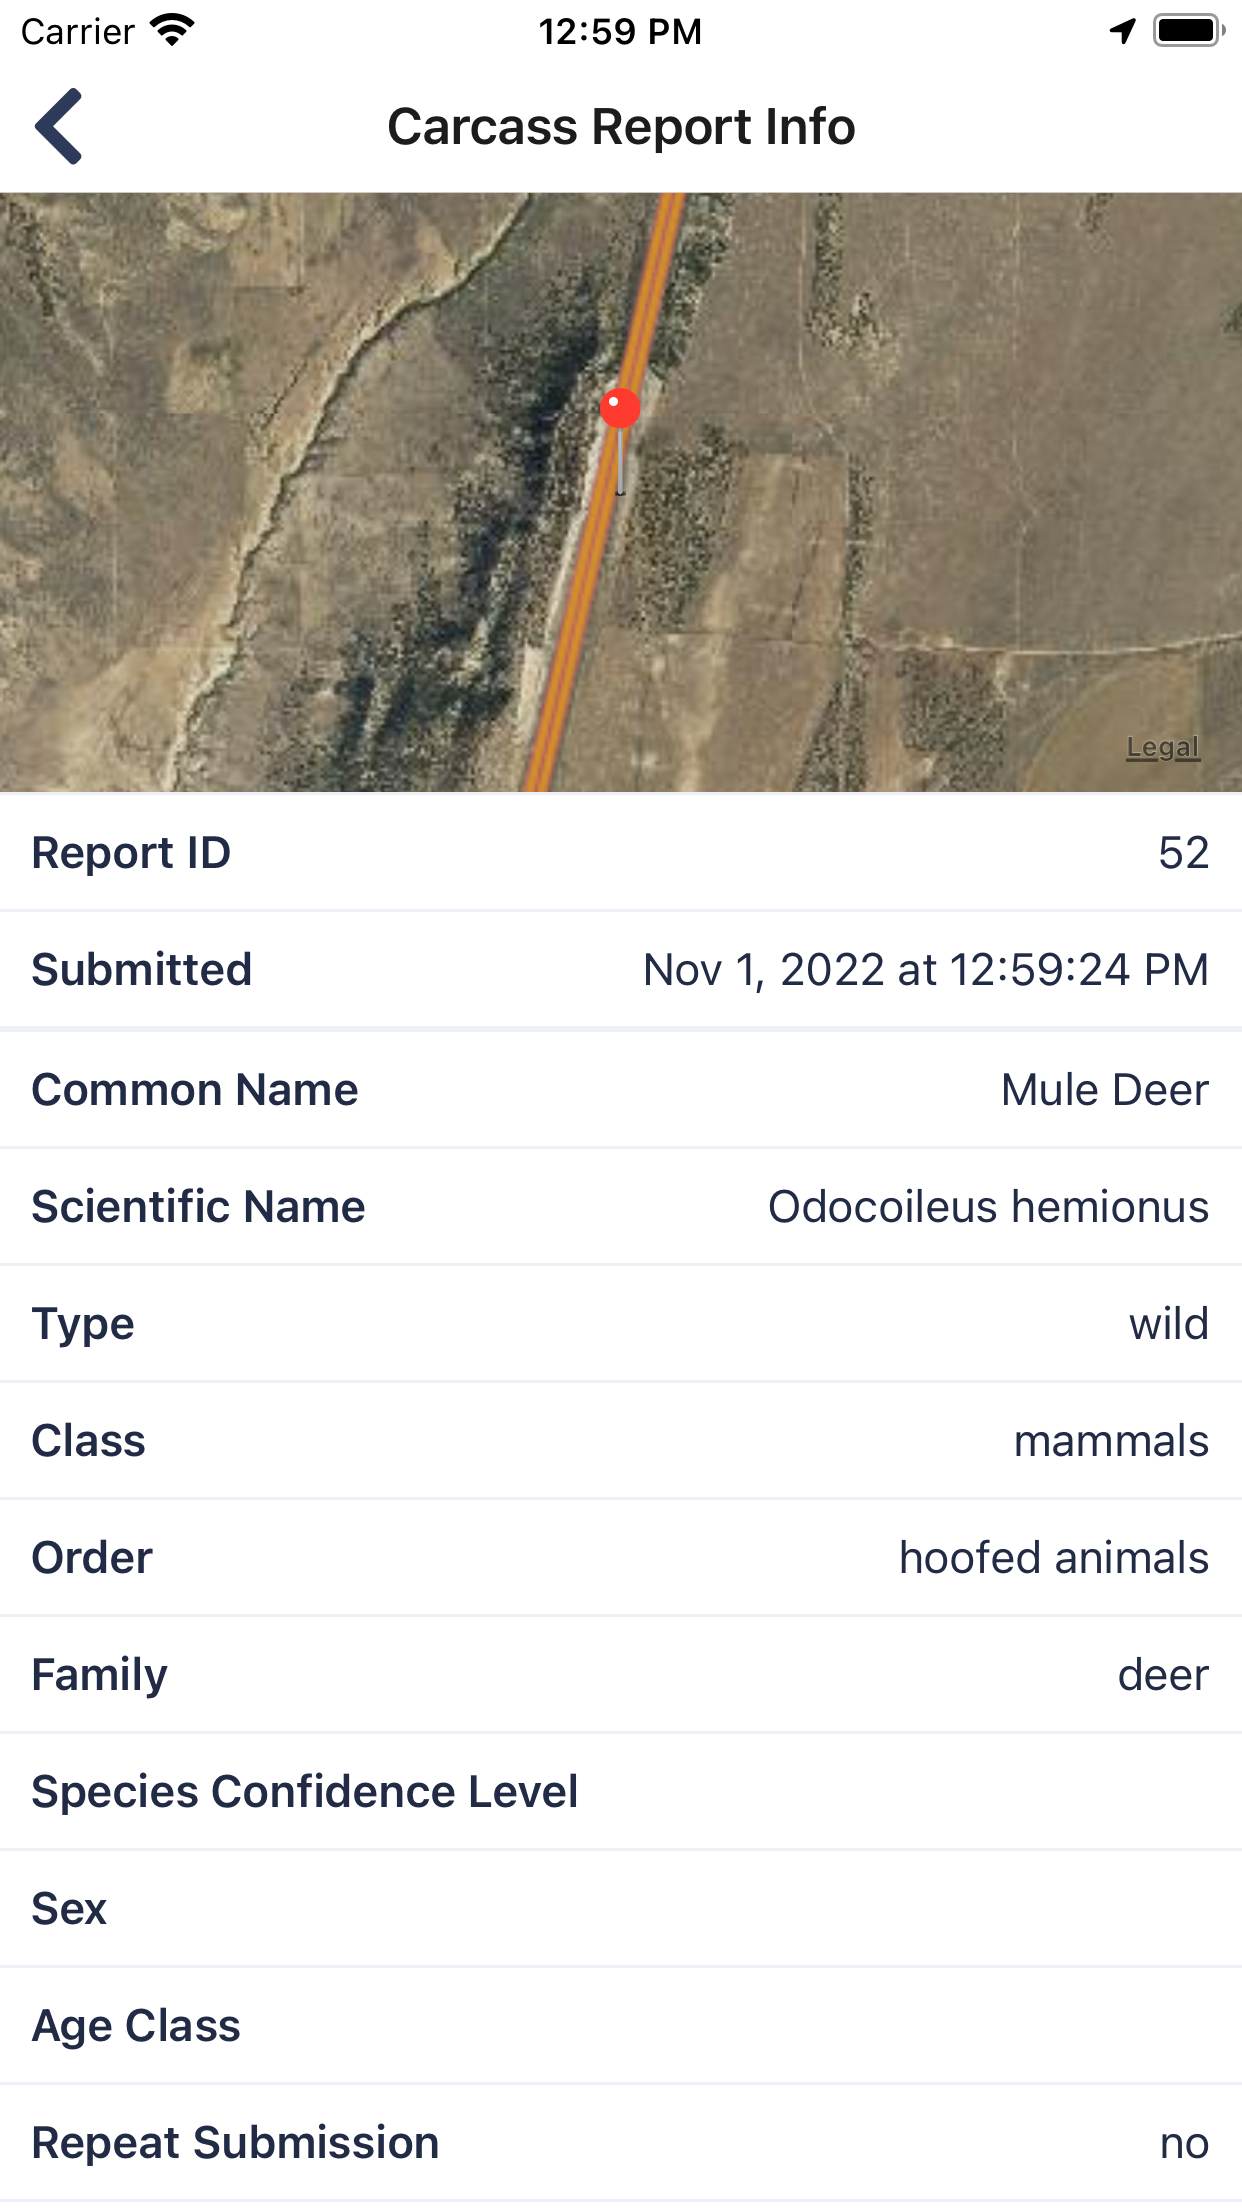 Carrier 12:59 PM
Carcass Report Info
Legal
Report ID 52
Submitted Nov 1, 2022 at 12:59:24 PM
Common Name Mule Deer
Scientific Name Odocoileus hemionus
Type wild
Class mammals
Order hoofed animals
Family deer
Species Confidence Level
Sex
Age Class
Repeat Submission no